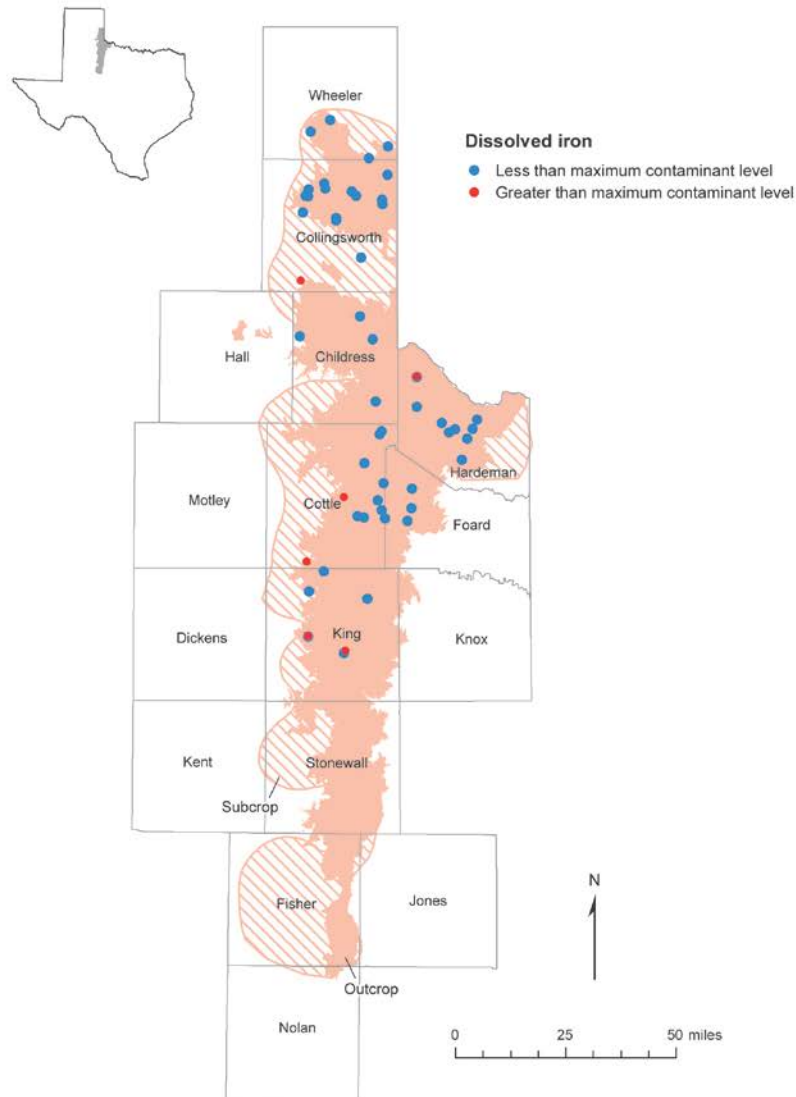 Wheeler
Dissolved iron
Less than maximum contaminant level
Greater than maximum contaminant level
Collingsworth
Hall
Childress
Hardeman
Motley
Cottle
Foard
Dickens
King
Knox
Kent
Stonewall
Subcrop
Fisher
Jones
N
Outcrop
Nolan
0 25 50 miles